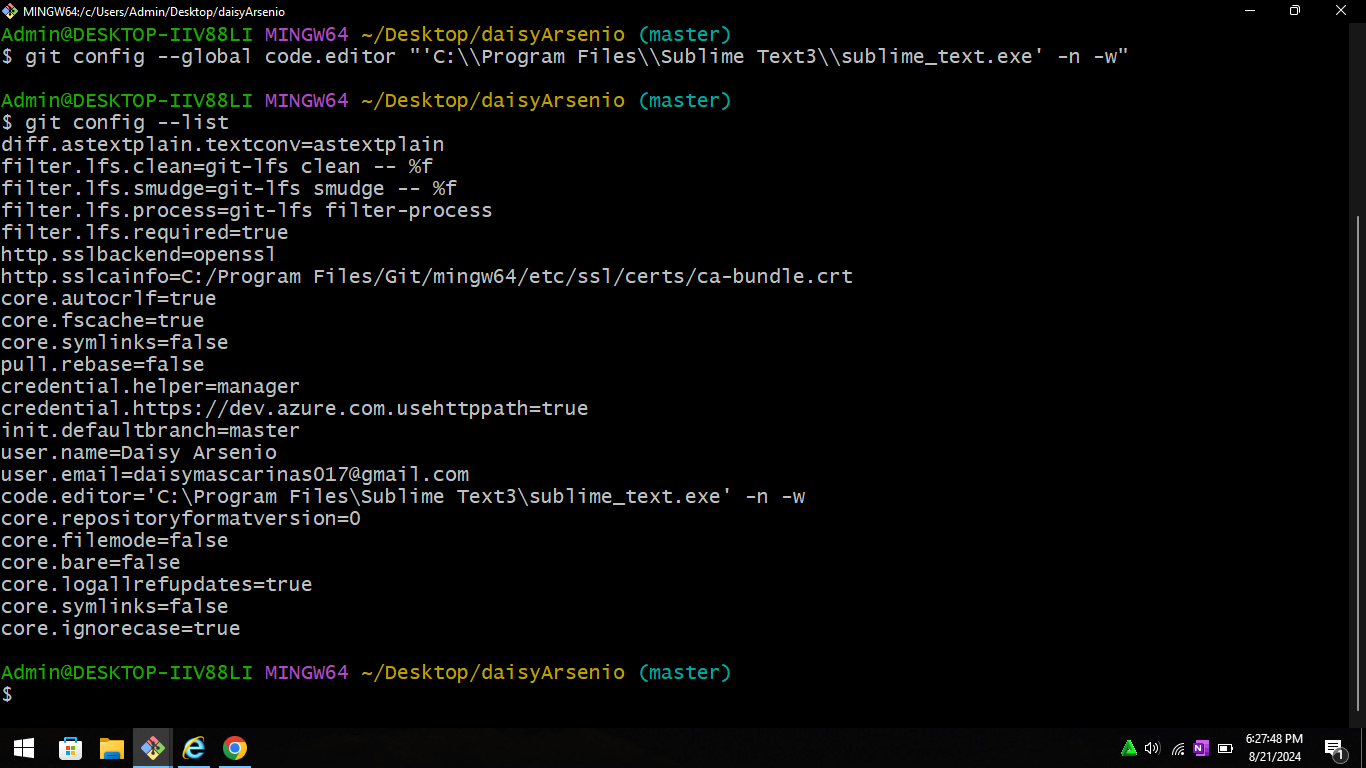 MINGW64:/c/Users/Admin/Desktop/daisyArsenio
Admin@DESKTOP-IIV88LI MINGW64 ~/Desktop/daisyArsenio (master)
$ git config --global code.editor "'C:\\Program Files\\Sublime Text3\\sublime_text.exe' -n -w"
Admin@DESKTOP-IIV88LI MINGW64 ~/Desktop/daisyArsenio (master)
$ git config --list
diff.astextplain.textconv=astextplain
filter.lfs.clean=git-lfs clean -- %f
filter.lfs.smudge=git-lfs smudge -- %f
filter.lfs.process=git-lfs filter-process
filter.lfs.required=true
http.sslbackend=openssl
http.sslcainfo=C:/Program Files/Git/mingw64/etc/ssl/certs/ca-bundle.crt
core.autocrlf=true
core.fscache=true
core.symlinks=false
pull.rebase=false
credential.helper=manager
credential.https://dev.azure.com.usehttppath=true
init.defaultbranch=master
user.name=Daisy Arsenio
user.email=daisymascarinas017@gmail.com
code.editor='C:\Program Files\Sublime Text3\sublime_text.exe' -n -w
core.repositoryformatversion=0
core.filemode=false
core.bare=false
core.logallrefupdates=true
core.symlinks=false
core.ignorecase=true
Admin@DESKTOP-IIV88LI MINGW64 ~/Desktop/daisyArsenio (master)
$
N
6:27:48 PM
8/21/2024
1